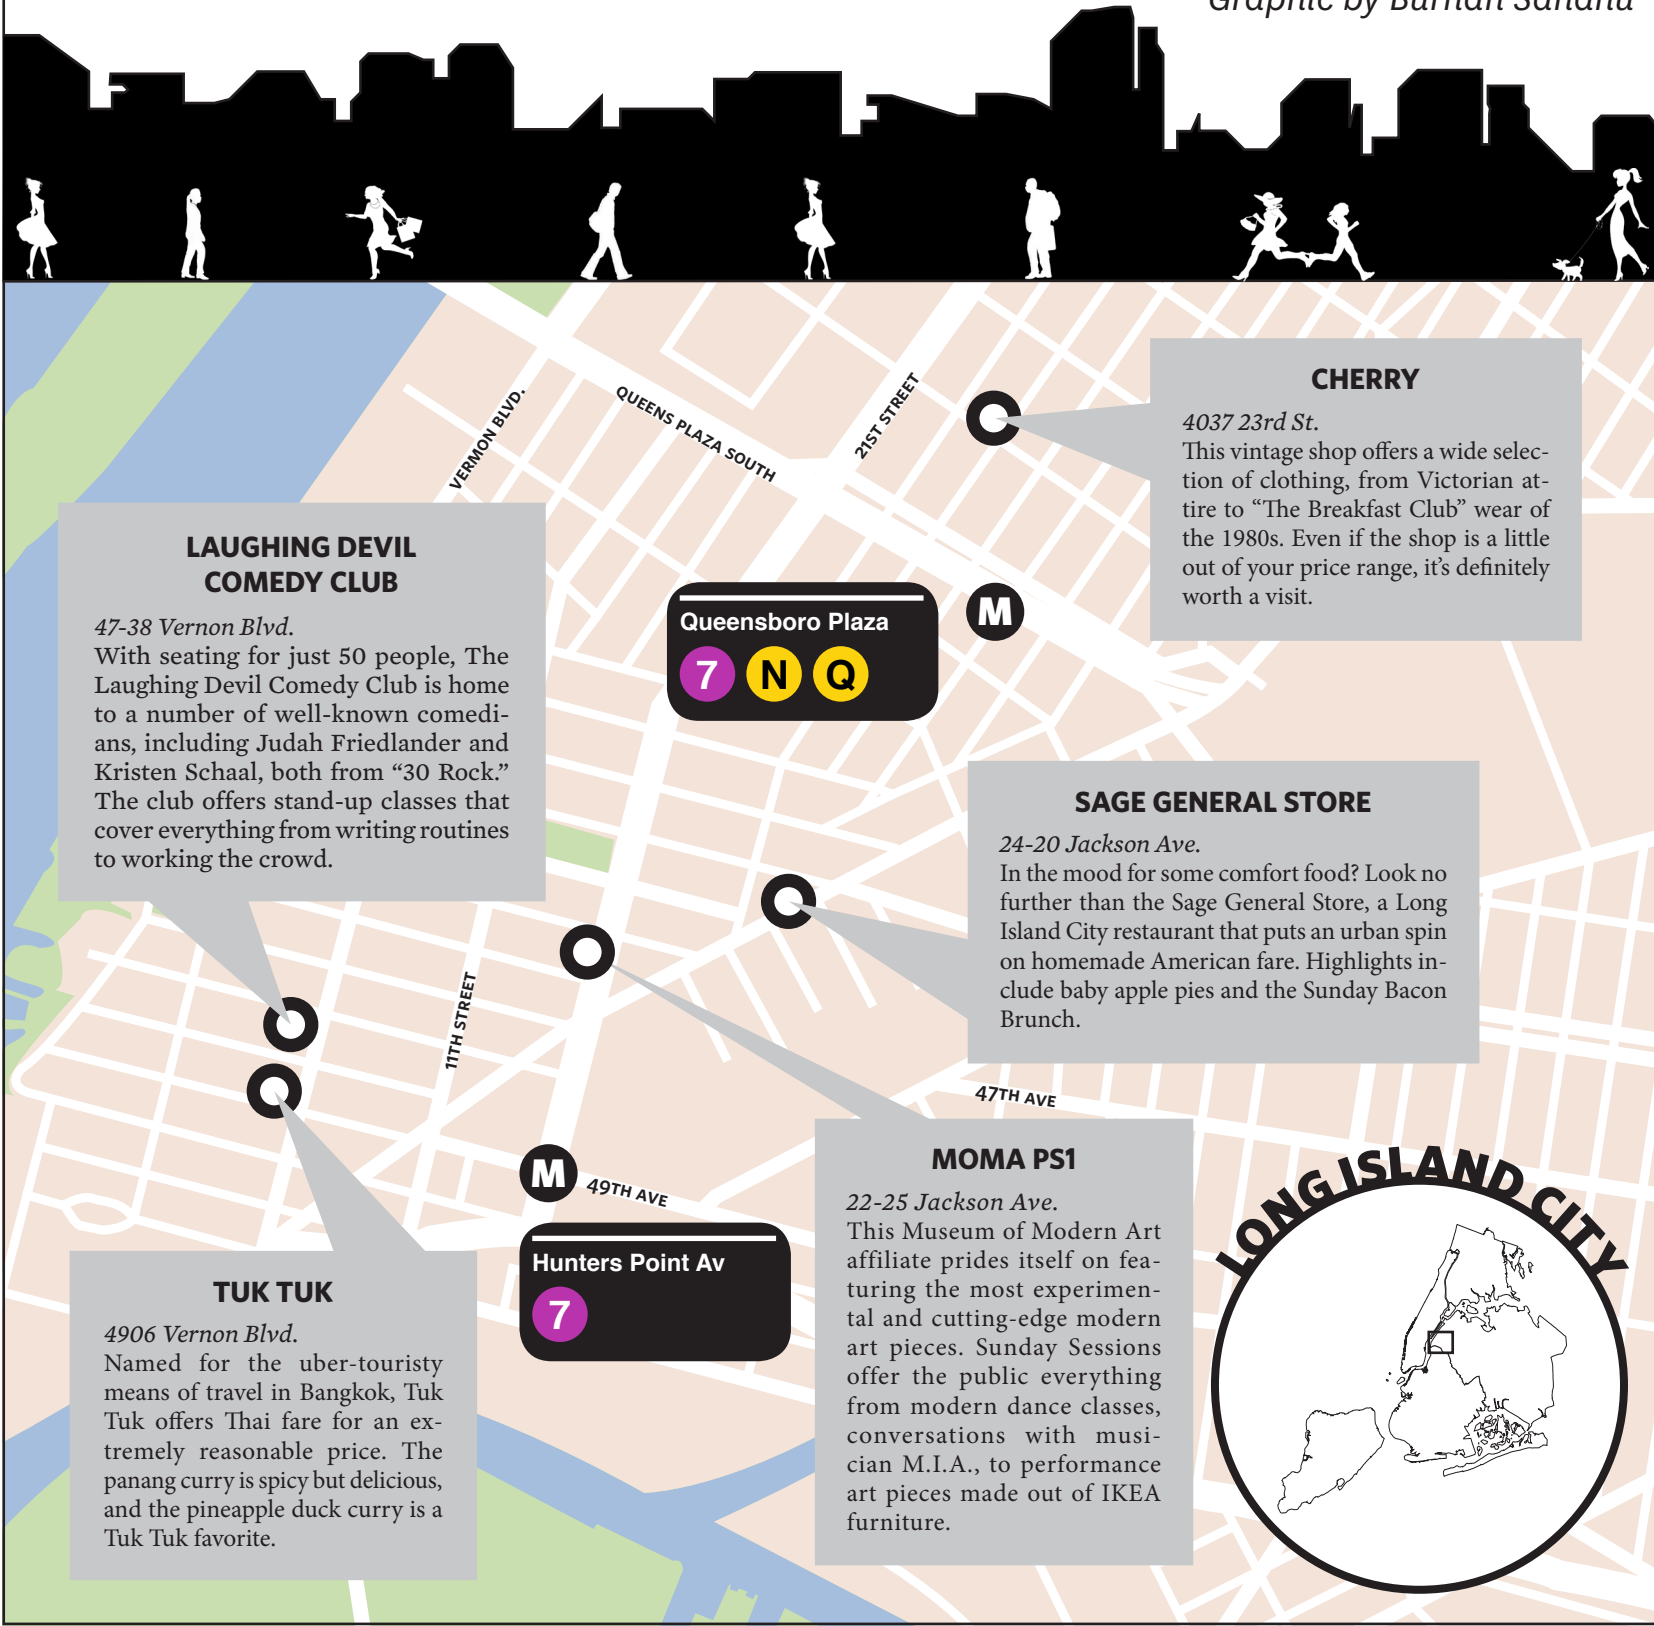 Graphic by Burhan Sandhu
VERMON BLVD.
QUEENS PLAZA SOUTH
21ST STREET
CHERRY
4037 23rd St.
This vintage shop offers a wide selec-
tion of clothing, from Victorian at-
tire to “The Breakfast Club” wear of
the 1980s. Even if the shop is a little
out of your price range, it’s definitely
worth a visit.
LAUGHING DEVIL
COMEDY CLUB
47-38 Vernon Blvd.
With seating for just 50 people, The
Laughing Devil Comedy Club is home
to a number of well-known comedi-
ans, including Judah Friedlander and
Kristen Schaal, both from “30 Rock.”
The club offers stand-up classes that
cover everything from writing routines
to working the crowd.
Queensboro Plaza
7 N Q
M
SAGE GENERAL STORE
24-20 Jackson Ave.
In the mood for some comfort food? Look no
further than the Sage General Store, a Long
Island City restaurant that puts an urban spin
on homemade American fare. Highlights in-
clude baby apple pies and the Sunday Bacon
Brunch.
11TH STREET
47TH AVE
M
49TH AVE
Hunters Point Av
7
MOMA PS1
22-25 Jackson Ave.
This Museum of Modern Art
affiliate prides itself on fea-
turing the most experimen-
tal and cutting-edge modern
art pieces. Sunday Sessions
offer the public everything
from modern dance classes,
conversations with musi-
cian M.I.A., to performance
art pieces made out of IKEA
furniture.
LONG ISLAND CITY
TUK TUK
4906 Vernon Blvd.
Named for the uber-touristy
means of travel in Bangkok, Tuk
Tuk offers Thai fare for an ex-
tremely reasonable price. The
panang curry is spicy but delicious,
and the pineapple duck curry is a
Tuk Tuk favorite.